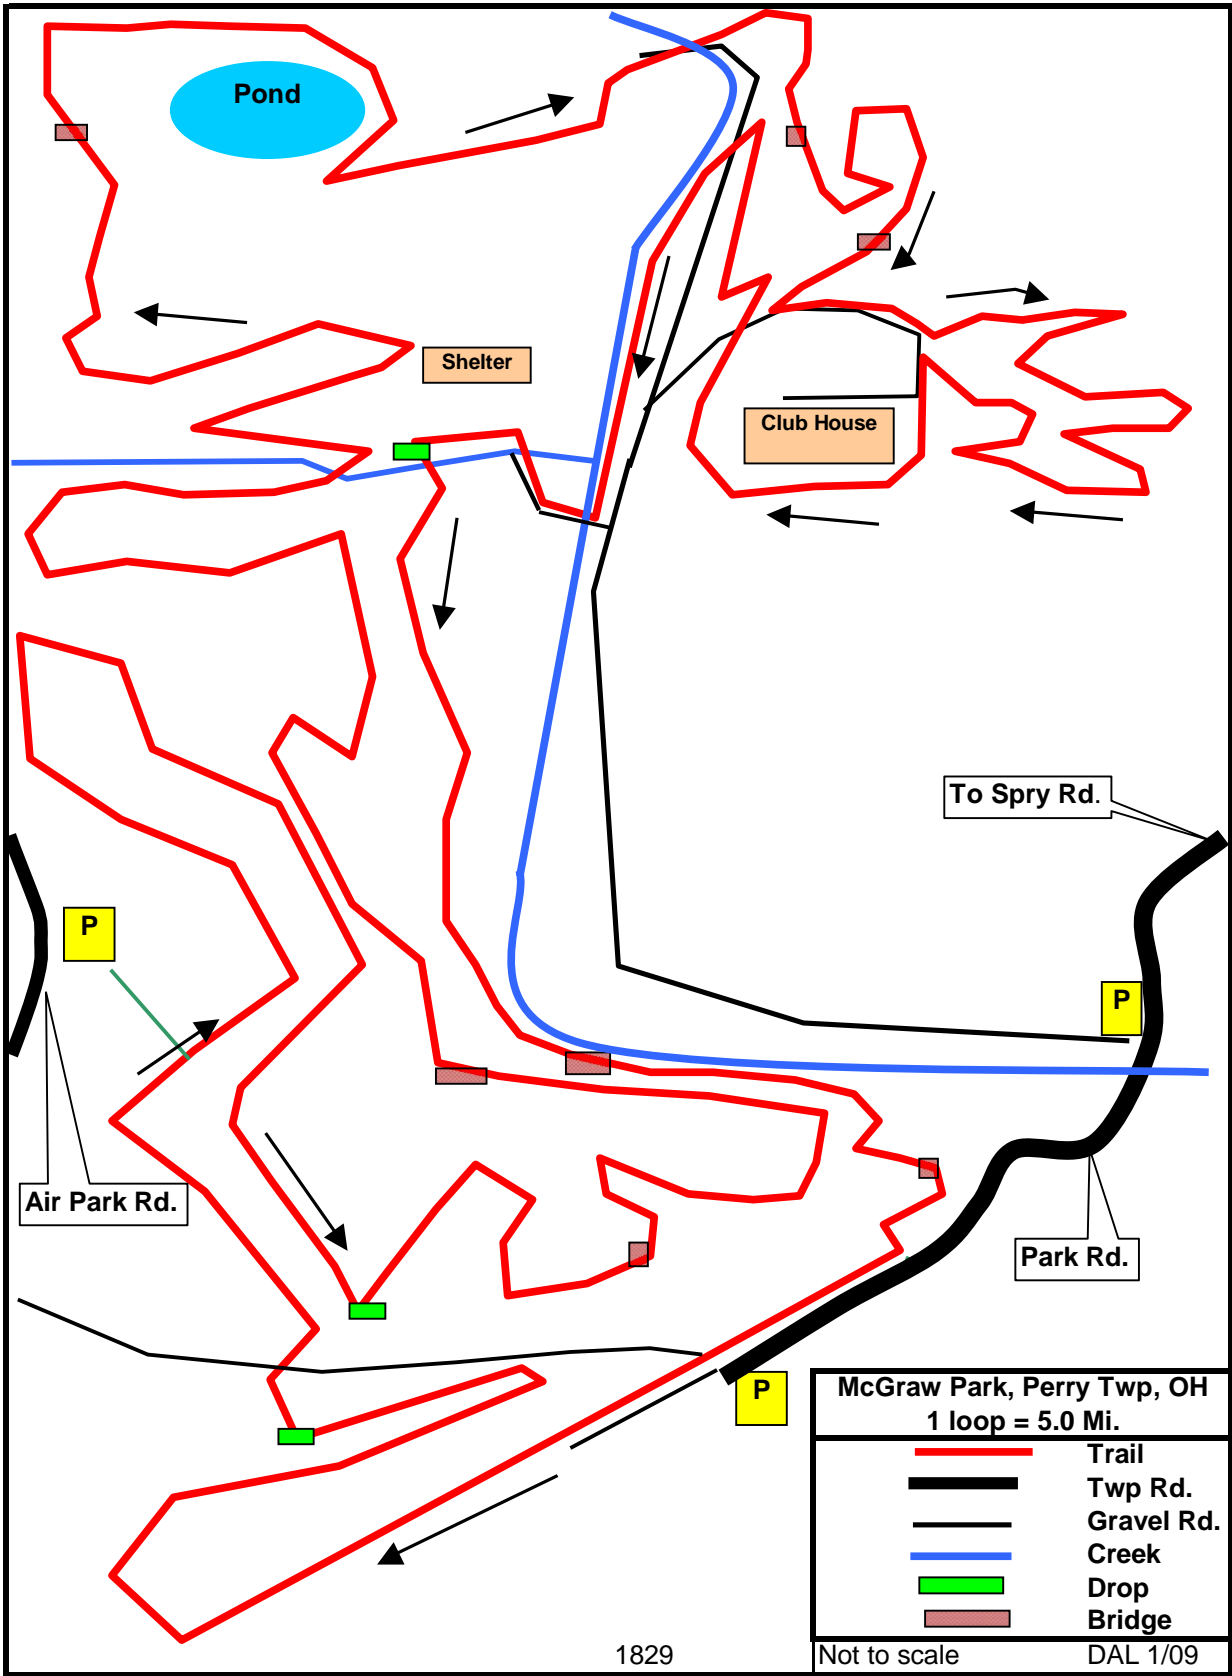 Pond
Shelter
Club House
To Spry Rd.
P
P
Air Park Rd.
Park Rd.
P
McGraw Park, Perry Twp, OH
1 loop = 5.0 Mi.
Trail
Twp Rd.
Gravel Rd.
Creek
Drop
Bridge
1829
Not to scale DAL 1/09